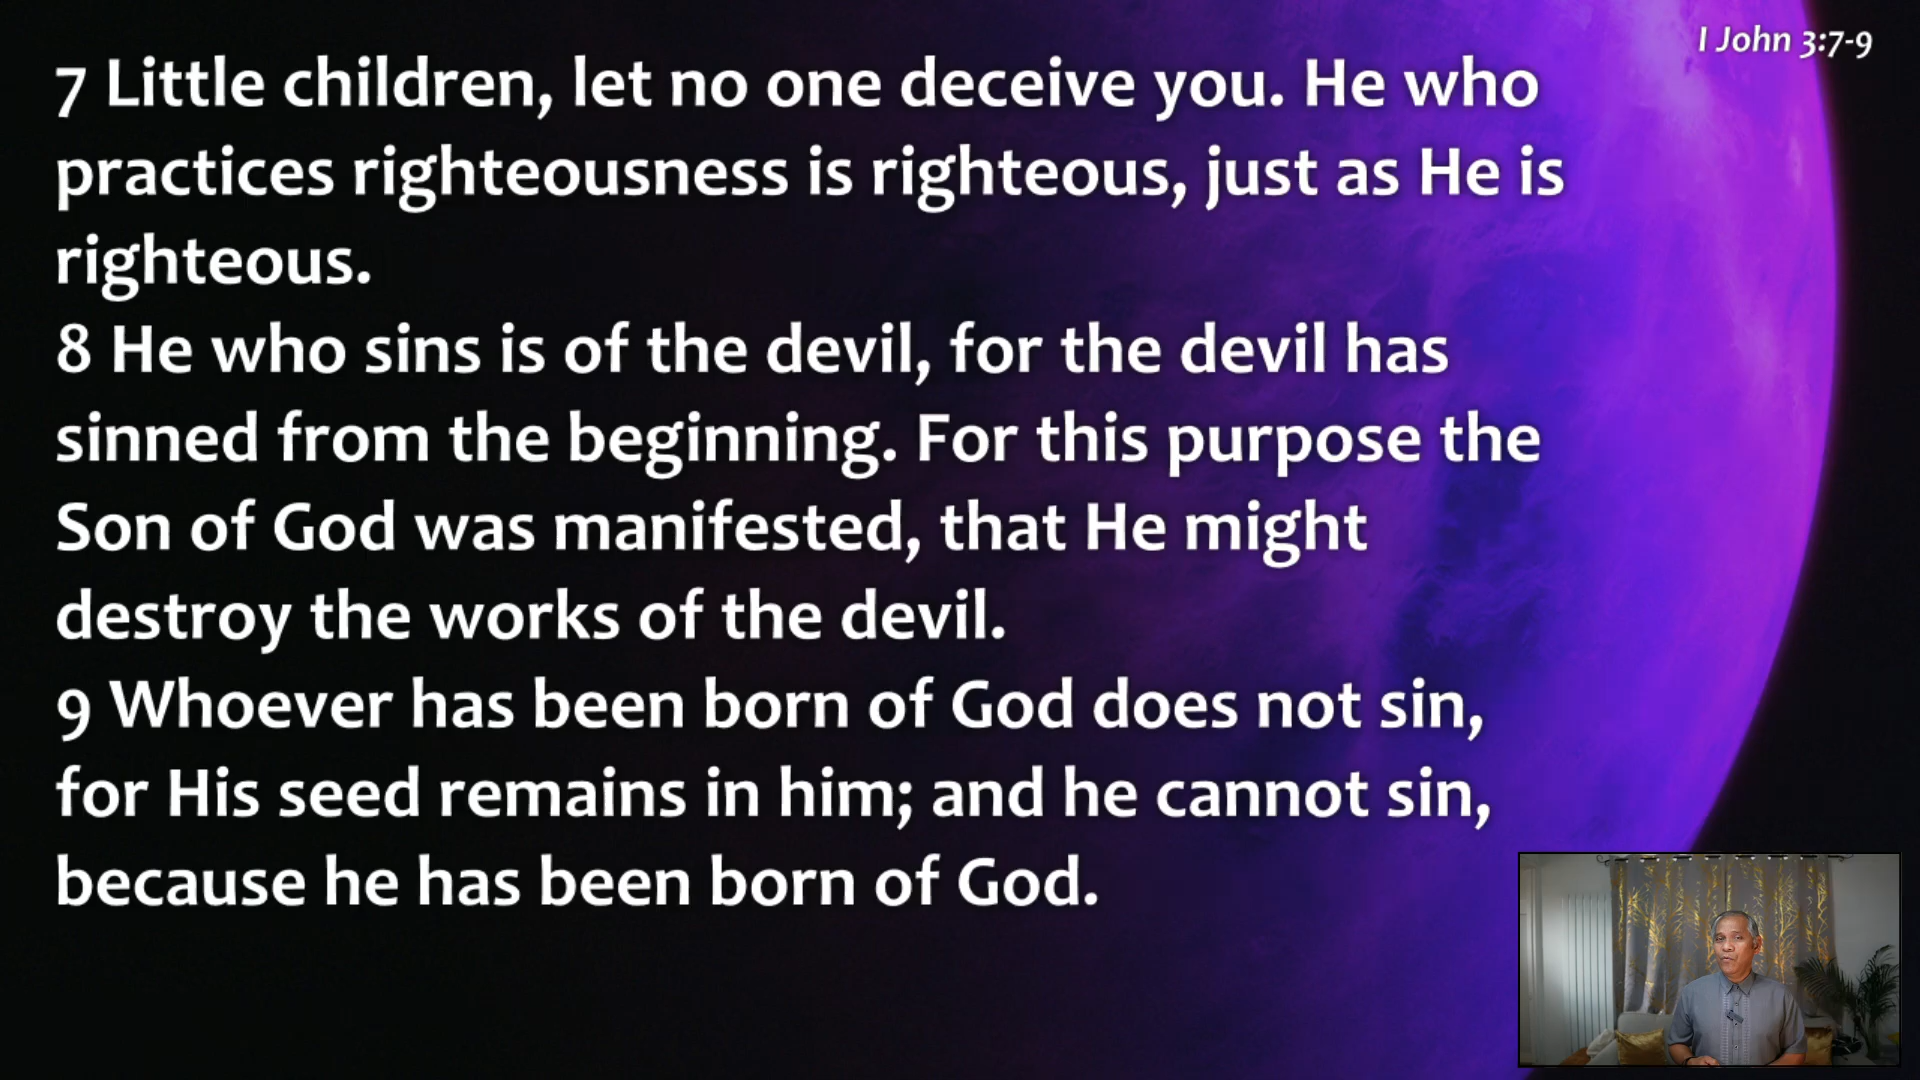 I John 3:7-9
7 Little children, let no one deceive you. He who
practices righteousness is righteous, just as He is
righteous.
8 He who sins is of the devil, for the devil has
sinned from the beginning. For this purpose the
Son of God was manifested, that He might
destroy the works of the devil.
9 Whoever has been born of God does not sin,
for His seed remains in him; and he cannot sin,
because he has been born of God.